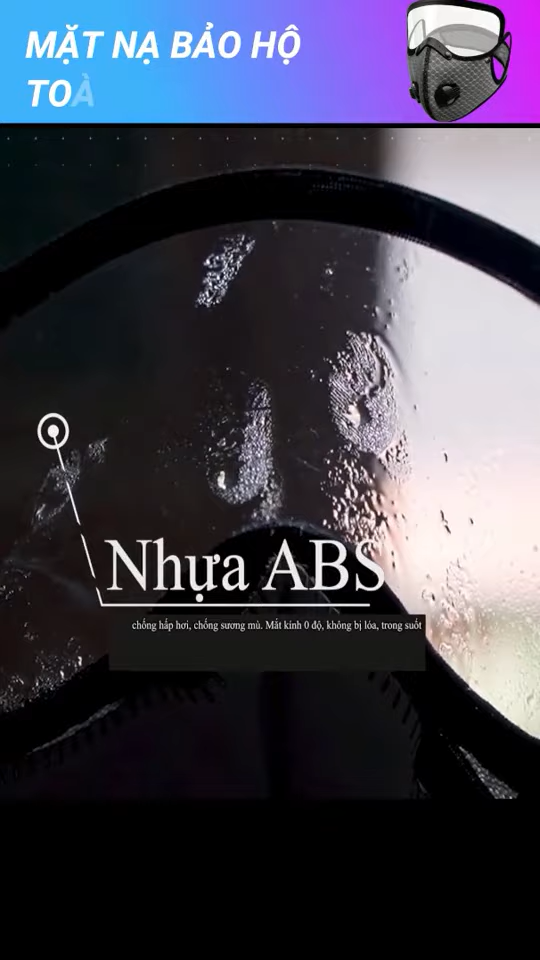 MẶT NẠ BẢO HỘ
TOÀ
Nhựa ABS
chống hấp hơi, chống sương mù. Mắt kính 0 độ, không bị lóa, trong suốt